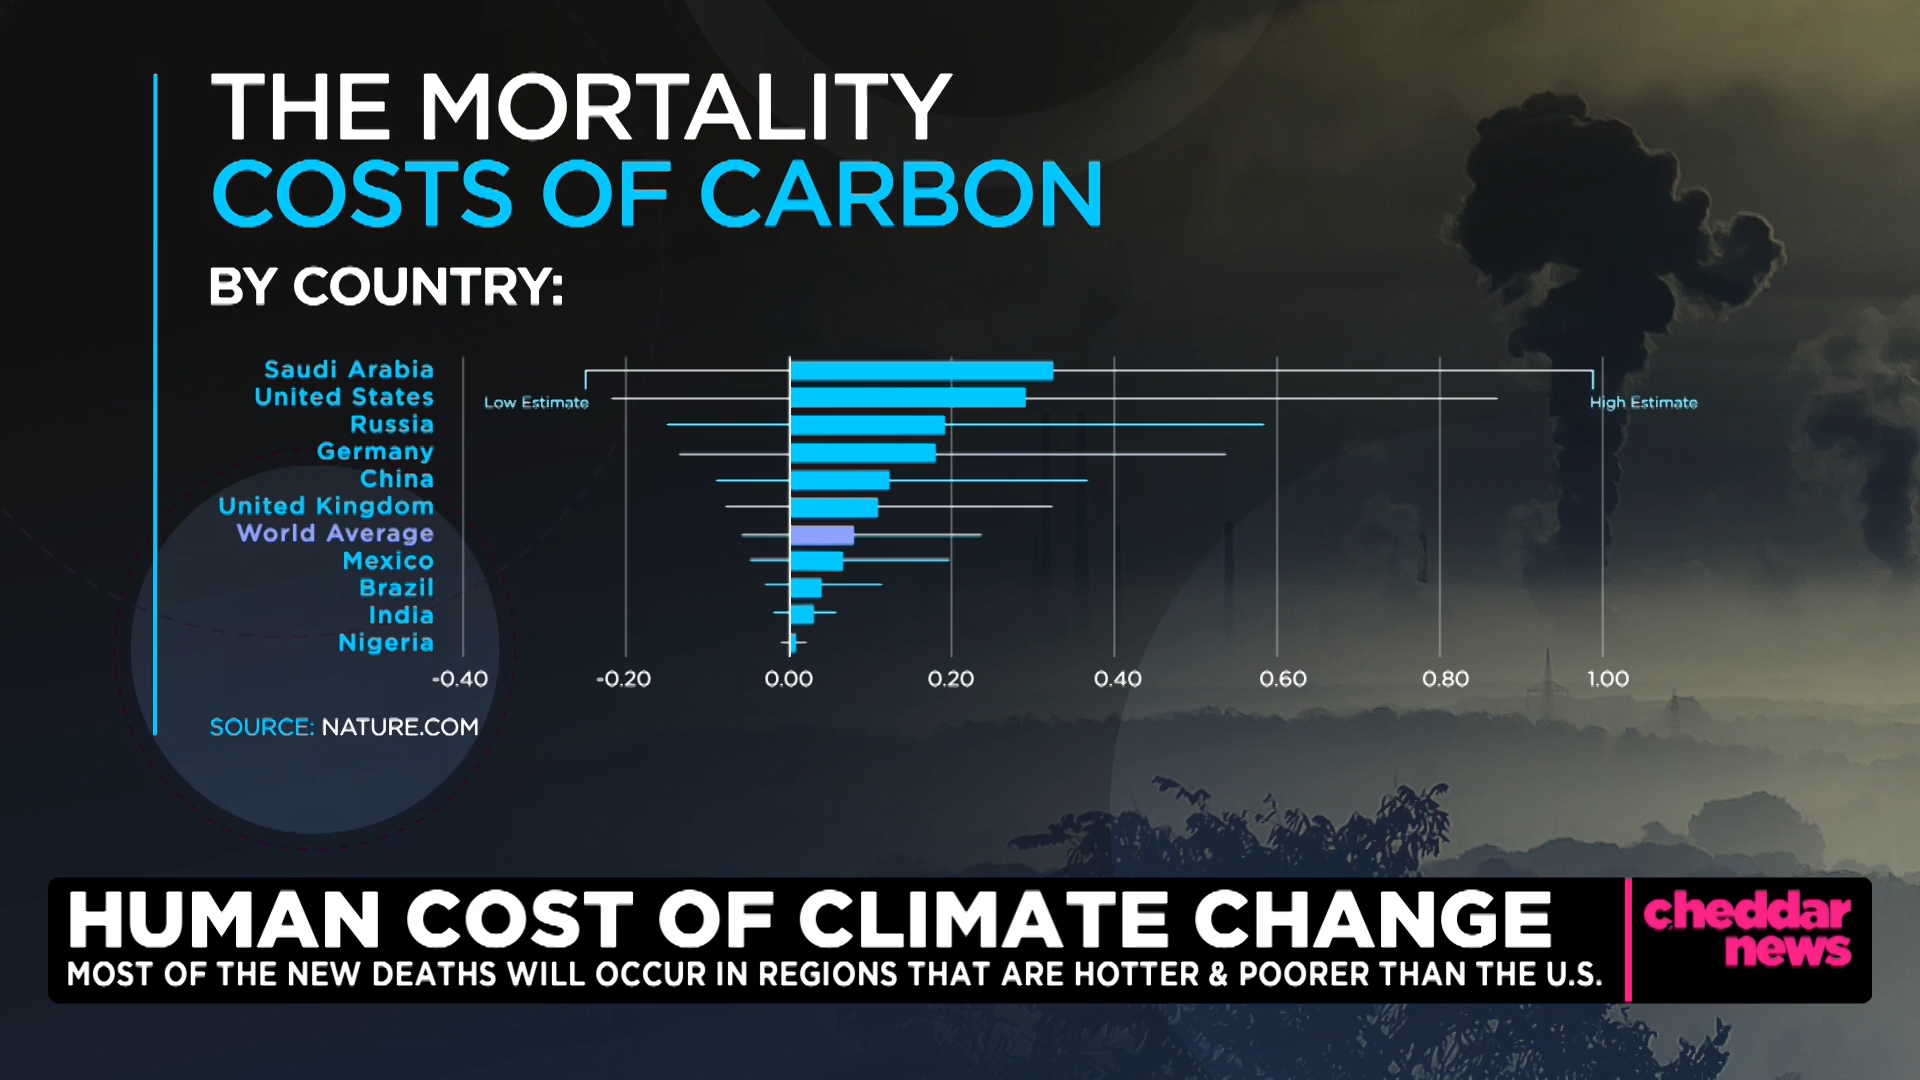 THE MORTALITY
COSTS OF CARBON
BY COUNTRY:
Saudi Arabia
United States
Low Estimate
High Estimate
Russia
Germany
China
United Kingdom
World Average
Mexico
Brazil
India
Nigeria
-0.40 -0.20 0.00 0.20 0.40 0.60 0.80 1.00
SOURCE: NATURE.COM
HUMAN COST OF CLIMATE CHANGE
MOST OF THE NEW DEATHS WILL OCCUR IN REGIONS THAT ARE HOTTER & POORER THAN THE U.S.
cheddar
news